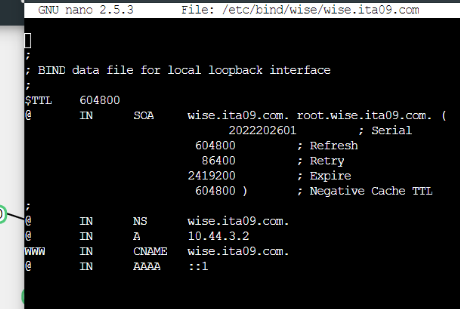 GNU nano 2.5.3 File: /etc/bind/wise/wise.ita09.com
;
; BIND data file for local loopback interface
;
$TTL 604800
@ IN SOA wise.ita09.com. root.wise.ita09.com. (
2022202601 ; Serial
604800 ; Refresh
86400 ; Retry
2419200 ; Expire
604800 ) ; Negative Cache TTL
;
@ IN NS wise.ita09.com.
@ IN A 10.44.3.2
WWW IN CNAME wise.ita09.com.
@ IN AAAA ::1